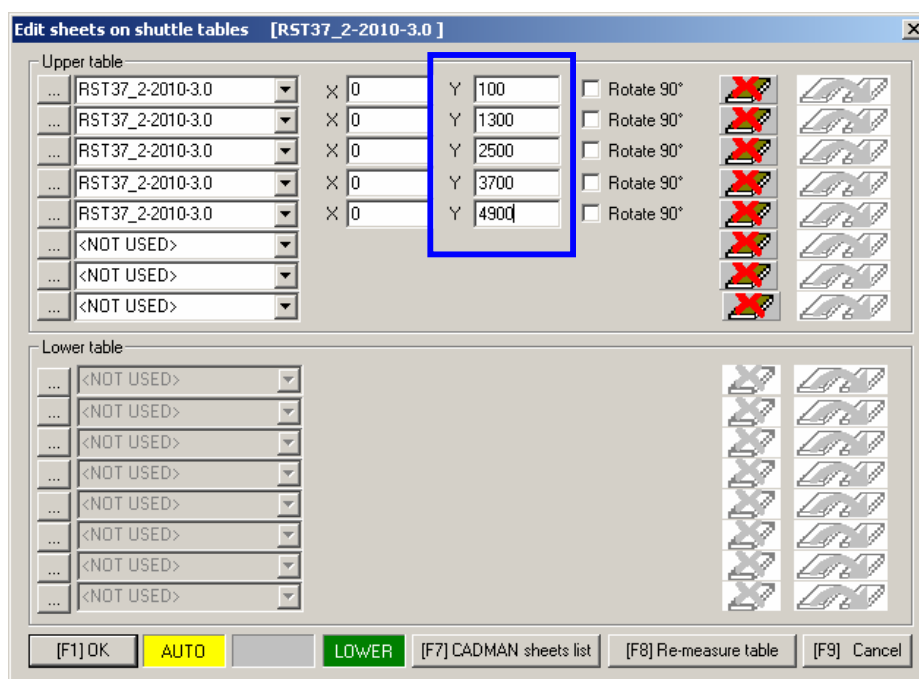 Edit sheets on shuttle tables [RST37_2-2010-3.0 ]
Upper table
... RST37_2-2010-3.0 X 0 Y 100 Rotate 90°
... RST37_2-2010-3.0 X 0 Y 1300 Rotate 90°
... RST37_2-2010-3.0 X 0 Y 2500 Rotate 90°
... RST37_2-2010-3.0 X 0 Y 3700 Rotate 90°
... RST37_2-2010-3.0 X 0 Y 4900 Rotate 90°
... <NOT USED>
... <NOT USED>
... <NOT USED>
Lower table
... <NOT USED>
... <NOT USED>
... <NOT USED>
... <NOT USED>
... <NOT USED>
... <NOT USED>
... <NOT USED>
... <NOT USED>
[F1] OK AUTO LOWER [F7] CADMAN sheets list [F8] Re-measure table [F9] Cancel